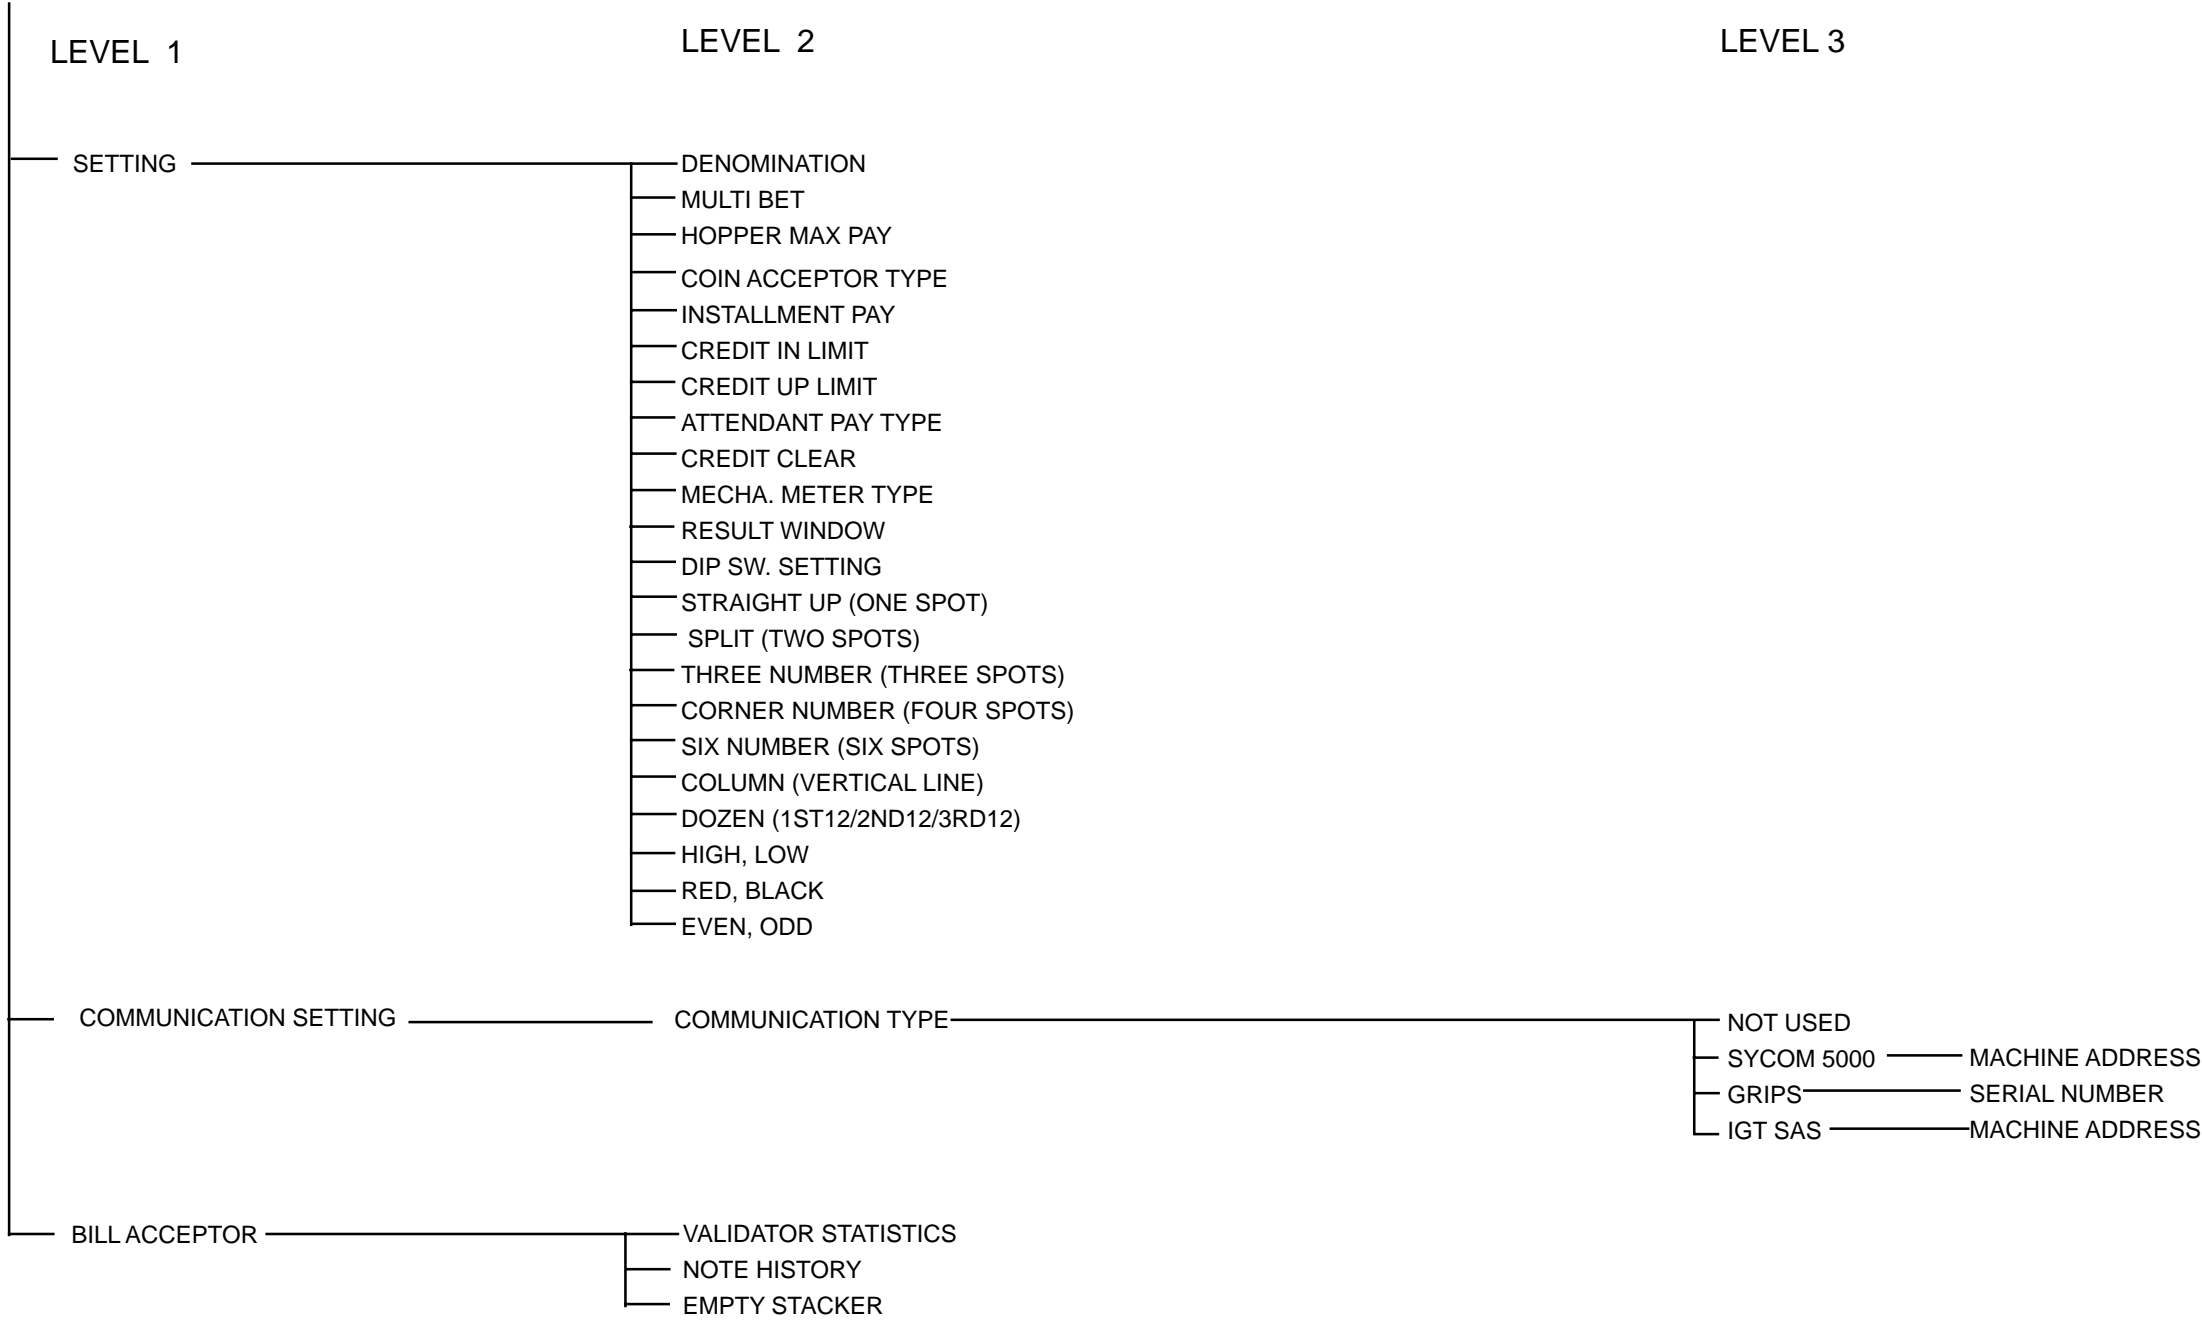 LEVEL 1 LEVEL 2 LEVEL 3
SETTING DENOMINATION
MULTI BET
HOPPER MAX PAY
COIN ACCEPTOR TYPE
INSTALLMENT PAY
CREDIT IN LIMIT
CREDIT UP LIMIT
ATTENDANT PAY TYPE
CREDIT CLEAR
MECHA. METER TYPE
RESULT WINDOW
DIP SW. SETTING
STRAIGHT UP (ONE SPOT)
SPLIT (TWO SPOTS)
THREE NUMBER (THREE SPOTS)
CORNER NUMBER (FOUR SPOTS)
SIX NUMBER (SIX SPOTS)
COLUMN (VERTICAL LINE)
DOZEN (1ST12/2ND12/3RD12)
HIGH, LOW
RED, BLACK
EVEN, ODD
COMMUNICATION SETTING COMMUNICATION TYPE NOT USED
SYCOM 5000 MACHINE ADDRESS
GRIPS SERIAL NUMBER
IGT SAS MACHINE ADDRESS
BILL ACCEPTOR VALIDATOR STATISTICS
NOTE HISTORY
EMPTY STACKER